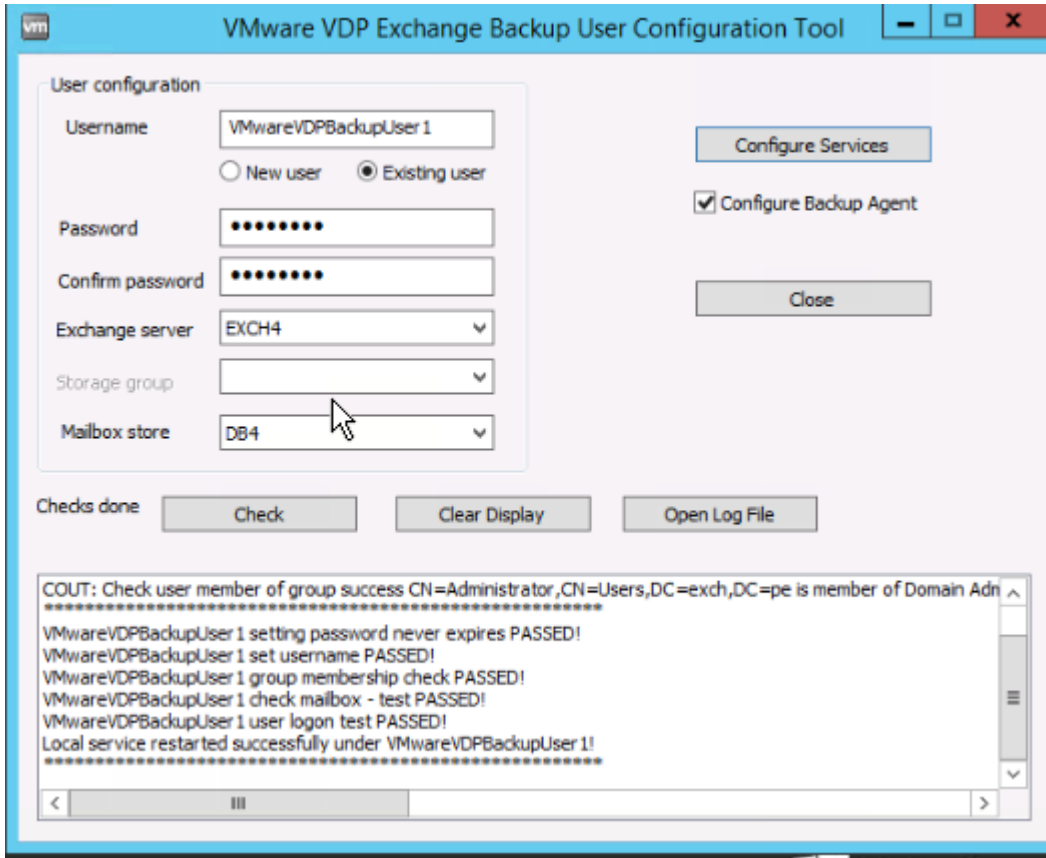 vm VMware VDP Exchange Backup User Configuration Tool
User configuration
Username VMwareVDPBackupUser1
New user Existing user
Configure Services
Configure Backup Agent
Password ••••••••
Confirm password ••••••••
Close
Exchange server EXCH4
Storage group
Mailbox store DB4
Checks done Check Clear Display Open Log File
COUT: Check user member of group success CN=Administrator,CN=Users,DC=exch,DC=pe is member of Domain Adn
******************************************************
VMwareVDPBackupUser1 setting password never expires PASSED!
VMwareVDPBackupUser1 set username PASSED!
VMwareVDPBackupUser1 group membership check PASSED!
VMwareVDPBackupUser1 check mailbox - test PASSED!
VMwareVDPBackupUser1 user logon test PASSED!
Local service restarted successfully under VMwareVDPBackupUser1!
******************************************************